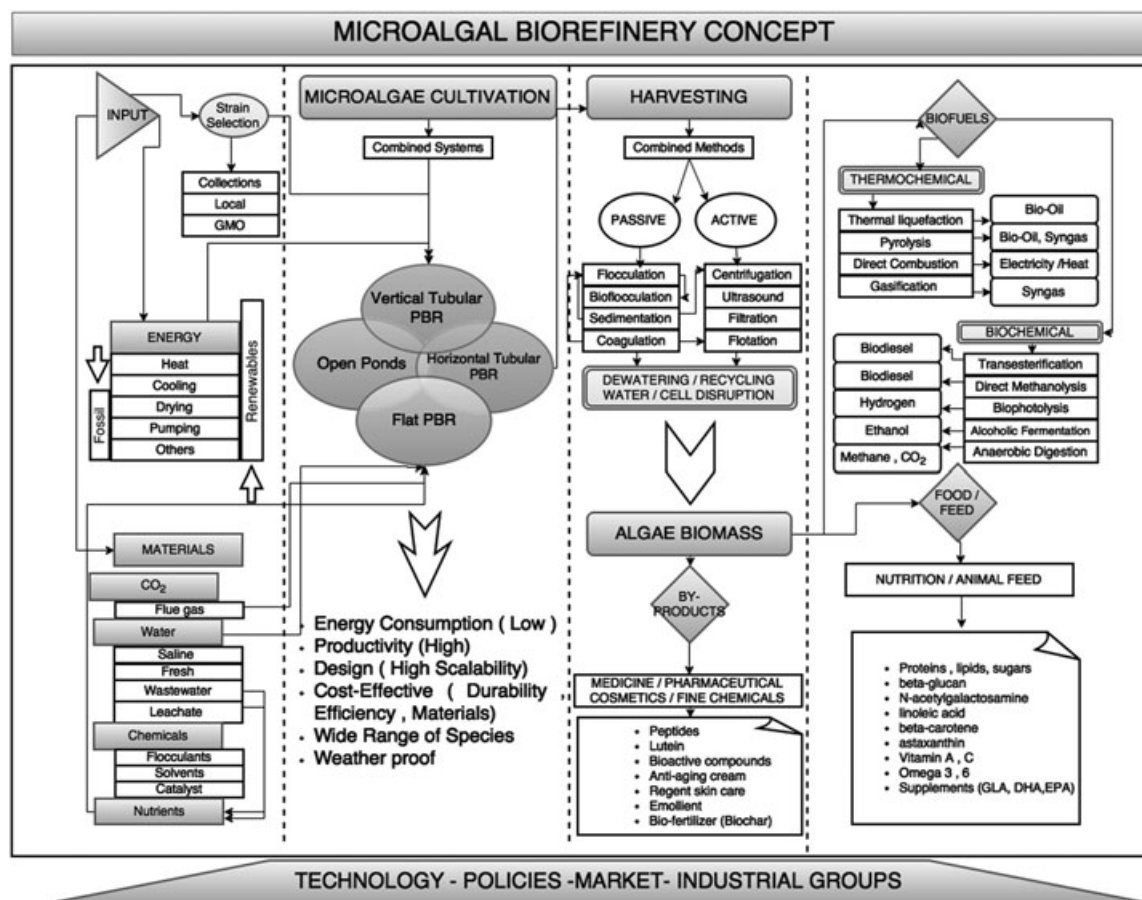 MICROALGAL BIOREFINERY CONCEPT
INPUT
Strain
Selection
Collections
Local
GMO
ENERGY
Heat
Cooling
Drying
Pumping
Others
Fossil
Renewables
MATERIALS
CO2
Flue gas
Water
Saline
Fresh
Wastewater
Leachate
Chemicals
Flocculants
Solvents
Catalyst
Nutrients
MICROALGAE CULTIVATION
Combined Systems
Vertical Tubular
PBR
Open Ponds
Horizontal Tubular
PBR
Flat PBR
• Energy Consumption ( Low )
• Productivity (High)
• Design ( High Scalability)
• Cost-Effective ( Durability ,
Efficiency , Materials)
• Wide Range of Species
• Weather proof
HARVESTING
Combined Methods
PASSIVE
ACTIVE
Flocculation
Bioflocculation
Sedimentation
Coagulation
Centrifugation
Ultrasound
Filtration
Flotation
DEWATERING / RECYCLING
WATER / CELL DISRUPTION
ALGAE BIOMASS
BY-
PRODUCTS
MEDICINE / PHARMACEUTICAL
COSMETICS / FINE CHEMICALS
• Peptides
• Lutein
• Bioactive compounds
• Anti-aging cream
• Regent skin care
• Emollient
• Bio-fertilizer (Biochar)
BIOFUELS
THERMOCHEMICAL
Thermal liquefaction
Pyrolysis
Direct Combustion
Gasification
Bio-Oil
Bio-Oil, Syngas
Electricity /Heat
Syngas
BIOCHEMICAL
Biodiesel
Biodiesel
Hydrogen
Ethanol
Methane , CO2
Transesterification
Direct Methanolysis
Biophotolysis
Alcoholic Fermentation
Anaerobic Digestion
FOOD /
FEED
NUTRITION / ANIMAL FEED
• Proteins , lipids, sugars
• beta-glucan
• N-acetylgalactosamine
• linoleic acid
• beta-carotene
• astaxanthin
• Vitamin A , C
• Omega 3 , 6
• Supplements (GLA, DHA,EPA)
TECHNOLOGY - POLICIES -MARKET- INDUSTRIAL GROUPS